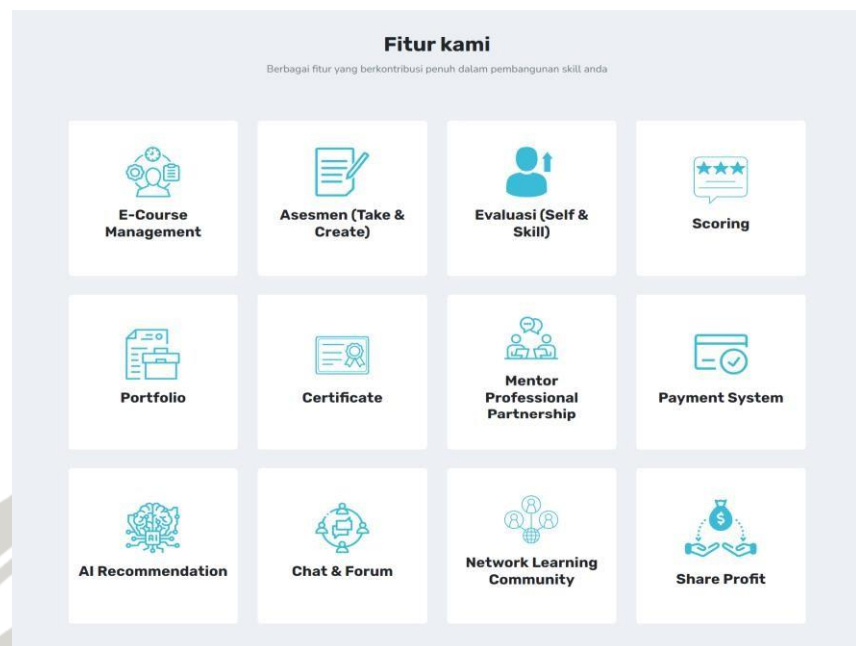 Fitur kami
Berbagai fitur yang berkontribusi penuh dalam pembangunan skill anda
E-Course
Management
Asesmen (Take &
Create)
Evaluasi (Self &
Skill)
Scoring
Portfolio
Certificate
Mentor
Professional
Partnership
Payment System
AI
AI Recommendation
Chat & Forum
Network Learning
Community
$
Share Profit